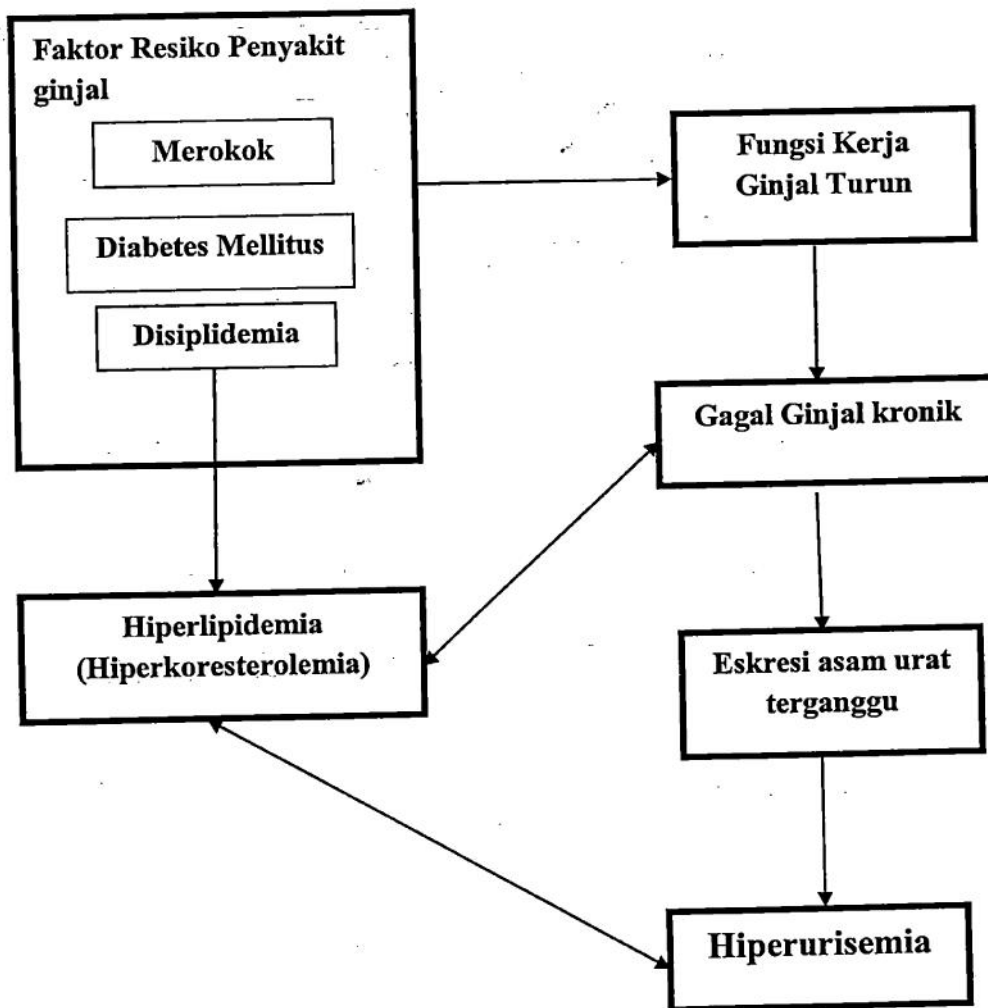 Faktor Resiko Penyakit
ginjal
Merokok
Diabetes Mellitus
Disiplidemia
Fungsi Kerja
Ginjal Turun
Gagal Ginjal kronik
Hiperlipidemia
(Hiperkoresterolemia)
Eskresi asam urat
terganggu
Hiperurisemia